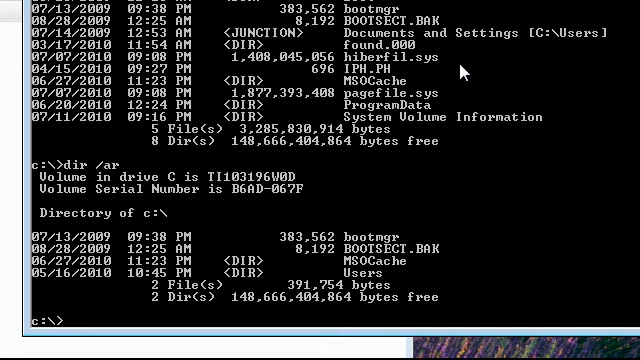 07/13/2009  09:38 PM           383,562 bootmgr
08/28/2009  12:25 AM             8,192 BOOTSECT.BAK
07/14/2009  12:53 AM    <JUNCTION>     Documents and Settings [C:\Users]
03/17/2010  11:54 AM    <DIR>          found.000
07/07/2010  09:08 PM     1,408,045,056 hiberfil.sys
04/15/2010  09:27 PM               696 IPH.PH
06/27/2010  11:23 PM    <DIR>          MSOCache
07/07/2010  09:08 PM     1,877,393,408 pagefile.sys
06/20/2010  12:24 PM    <DIR>          ProgramData
07/11/2010  09:16 PM    <DIR>          System Volume Information
5 File(s)  3,285,830,914 bytes
8 Dir(s)  148,666,404,864 bytes free
c:\>dir /ar
Volume in drive C is TI103196W0D
Volume Serial Number is B6AD-067F
Directory of c:\
07/13/2009  09:38 PM           383,562 bootmgr
08/28/2009  12:25 AM             8,192 BOOTSECT.BAK
06/27/2010  11:23 PM    <DIR>          MSOCache
05/16/2010  10:45 PM    <DIR>          Users
2 File(s)        391,754 bytes
2 Dir(s)  148,666,404,864 bytes free
c:\>